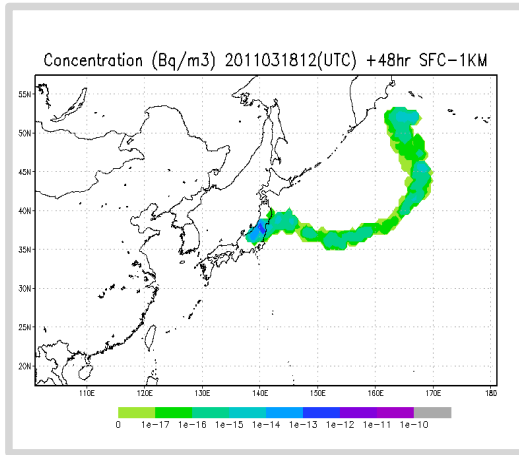 Concentration (Bq/m3) 2011031812(UTC) +48hr SFC-1KM
55N
50N
45N
40N
35N
30N
25N
20N
110E 120E 130E 140E 150E 160E 170E 180
0 1e-17 1e-16 1e-15 1e-14 1e-13 1e-12 1e-11 1e-10